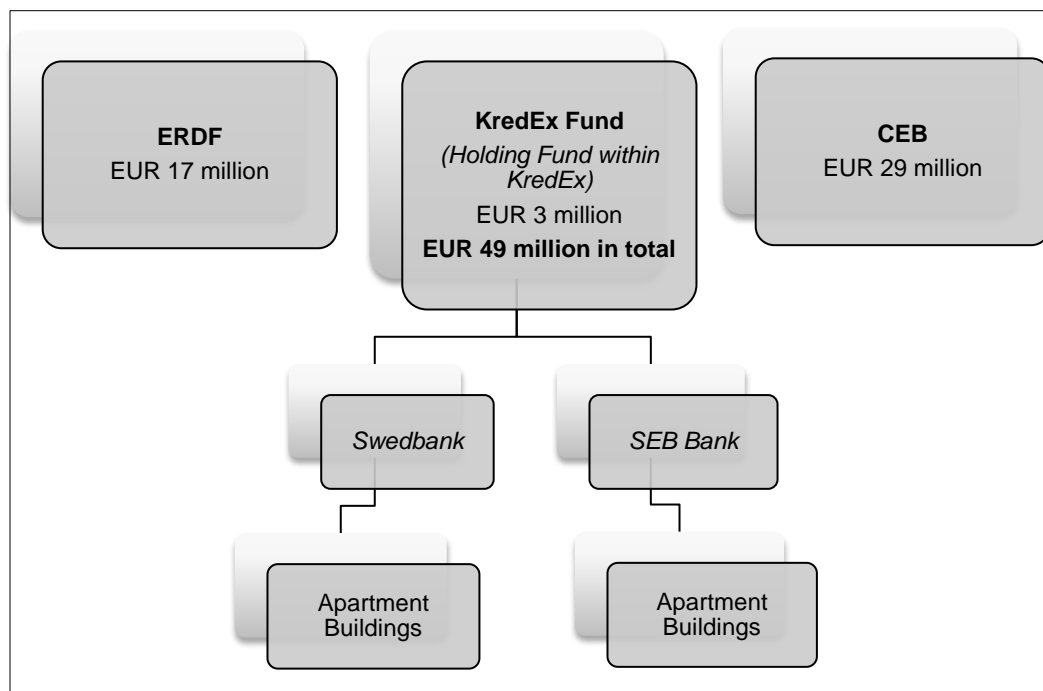 ERDF
EUR 17 million
KredEx Fund
(Holding Fund within
KredEx)
EUR 3 million
EUR 49 million in total
CEB
EUR 29 million
Swedbank
SEB Bank
Apartment
Buildings
Apartment
Buildings